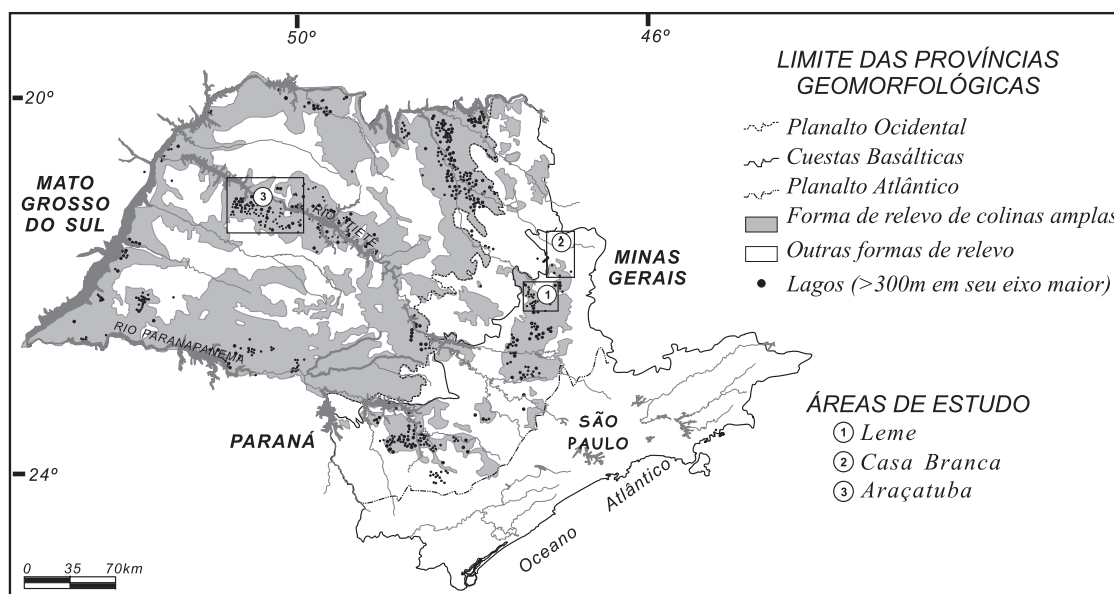 50º
46º
20º
24º
MATO
GROSSO
DO SUL
3
RIO TIETÊ
2
MINAS
GERAIS
1
RIO PARANAPANEMA
PARANÁ
SÃO
PAULO
Oceano Atlântico
0 35 70km
LIMITE DAS PROVÍNCIAS
GEOMORFOLÓGICAS
Planalto Ocidental
Cuestas Basálticas
Planalto Atlântico
Forma de relevo de colinas amplas
Outras formas de relevo
Lagos (>300m em seu eixo maior)
ÁREAS DE ESTUDO
1 Leme
2 Casa Branca
3 Araçatuba